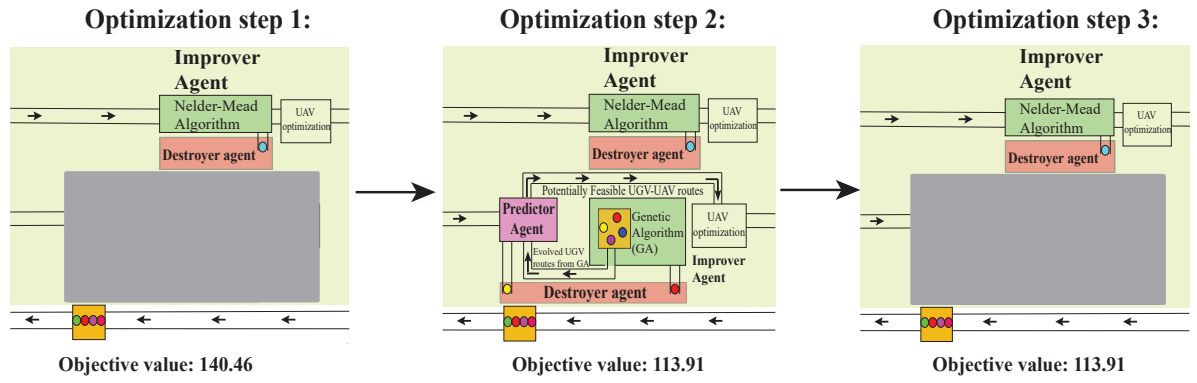 Optimization step 1:
Improver
Agent
Nelder-Mead
Algorithm
UAV
optimization
Destroyer agent
Objective value: 140.46
Optimization step 2:
Improver
Agent
Nelder-Mead
Algorithm
UAV
optimization
Destroyer agent
Potentially Feasible UGV-UAV routes
Predictor
Agent
Genetic
Algorithm
(GA)
UAV
optimization
Evolved UGV
routes from GA
Improver
Agent
Destroyer agent
Objective value: 113.91
Optimization step 3:
Improver
Agent
Nelder-Mead
Algorithm
UAV
optimization
Destroyer agent
Objective value: 113.91